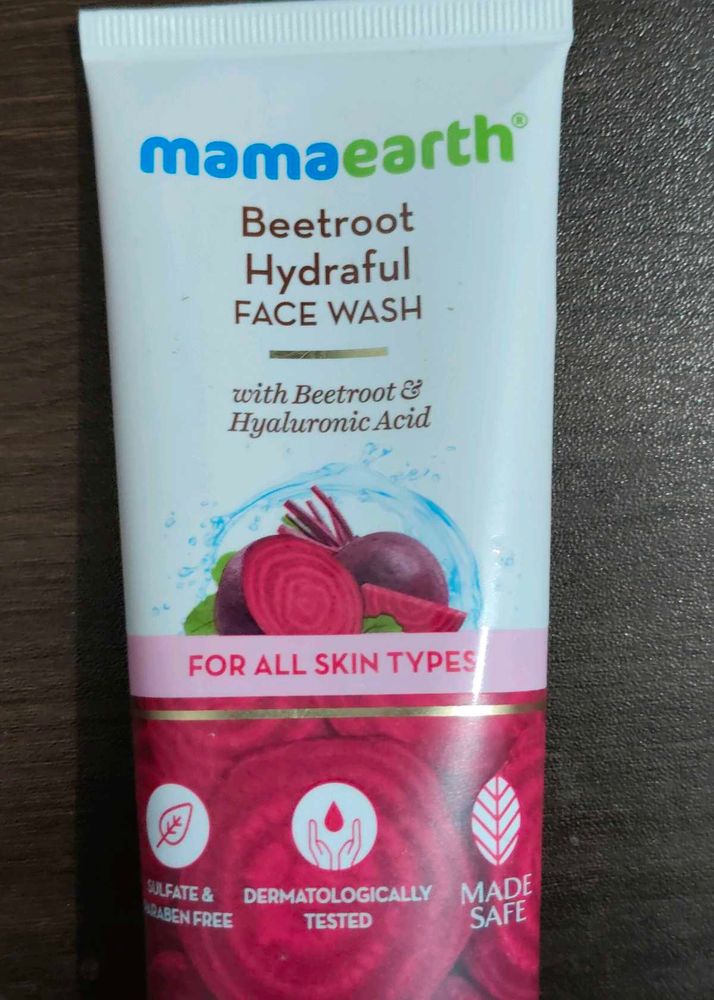 mamaearth®
Beetroot
Hydraful
FACE WASH
with Beetroot &
Hyaluronic Acid
FOR ALL SKIN TYPES
SULFATE &
PARABEN FREE
DERMATOLOGICALLY
TESTED
MADE
SAFE